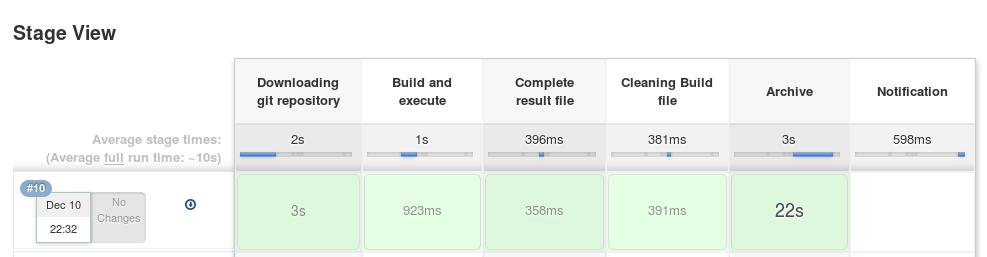 Stage View
Downloading
git repository
Build and
execute
Complete
result file
Cleaning Build
file
Archive
Notification
Average stage times:
(Average full run time: ~10s)
2s
1s
396ms
381ms
3s
598ms
#10
Dec 10
22:32
No
Changes
3s
923ms
358ms
391ms
22s